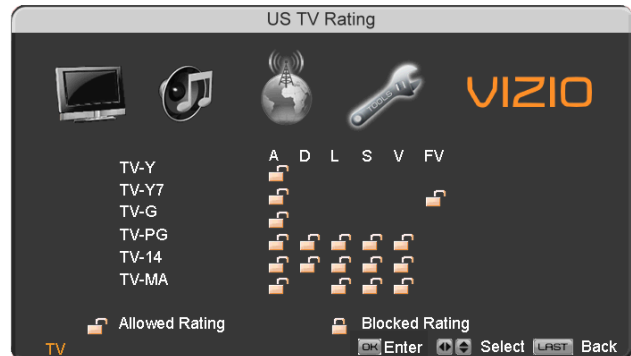 US TV Rating
TOOLS
VIZIO
A D L S V FV
TV-Y
TV-Y7
TV-G
TV-PG
TV-14
TV-MA
Allowed Rating Blocked Rating
TV OK Enter Select LAST Back